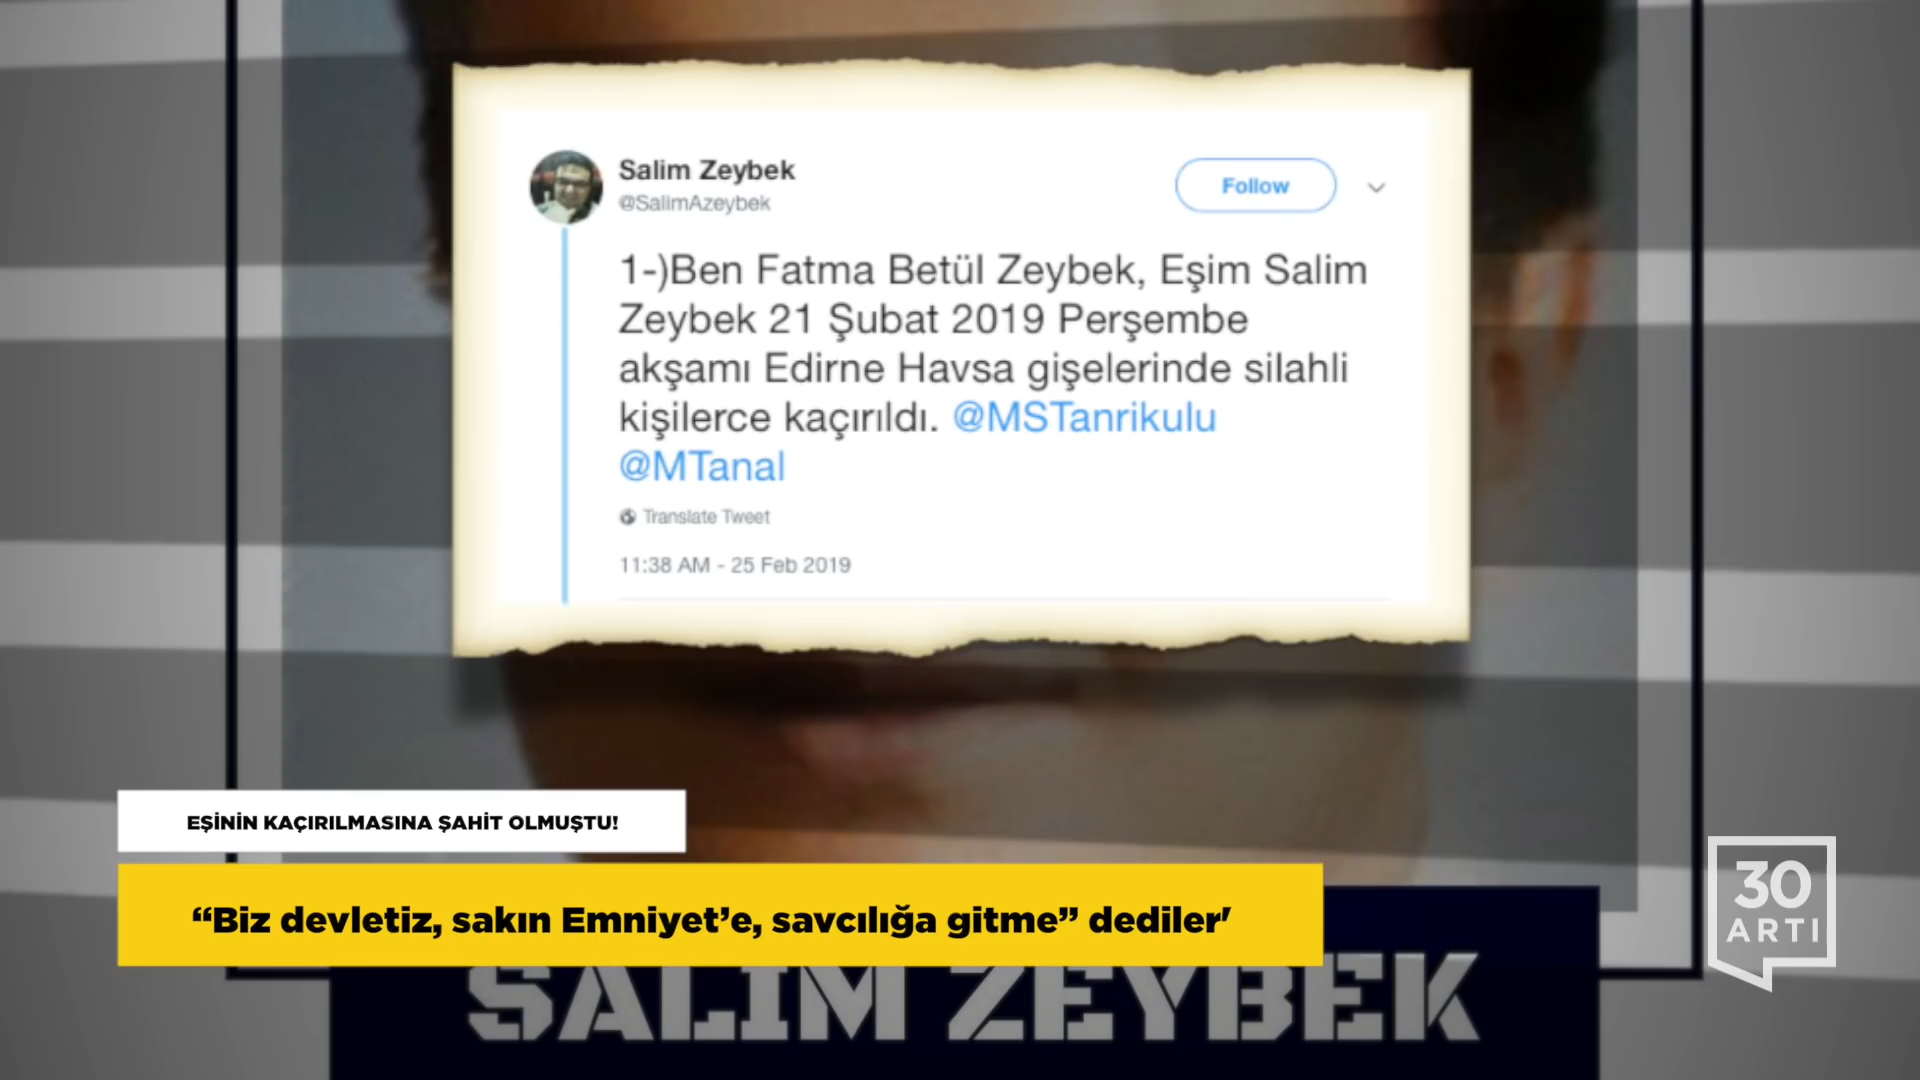 Salim Zeybek
@SalimAzeybek
Follow
1-)Ben Fatma Betül Zeybek, Eşim Salim
Zeybek 21 Şubat 2019 Perşembe
akşamı Edirne Havsa gişelerinde silahli
kişilerce kaçırıldı. @MSTanrikulu
@MTanal
Translate Tweet
11:38 AM - 25 Feb 2019
EŞİNİN KAÇIRILMASINA ŞAHİT OLMUŞTU!
“Biz devletiz, sakın Emniyet’e, savcılığa gitme” dediler'
SALIM ZEYBEK
30
ARTI